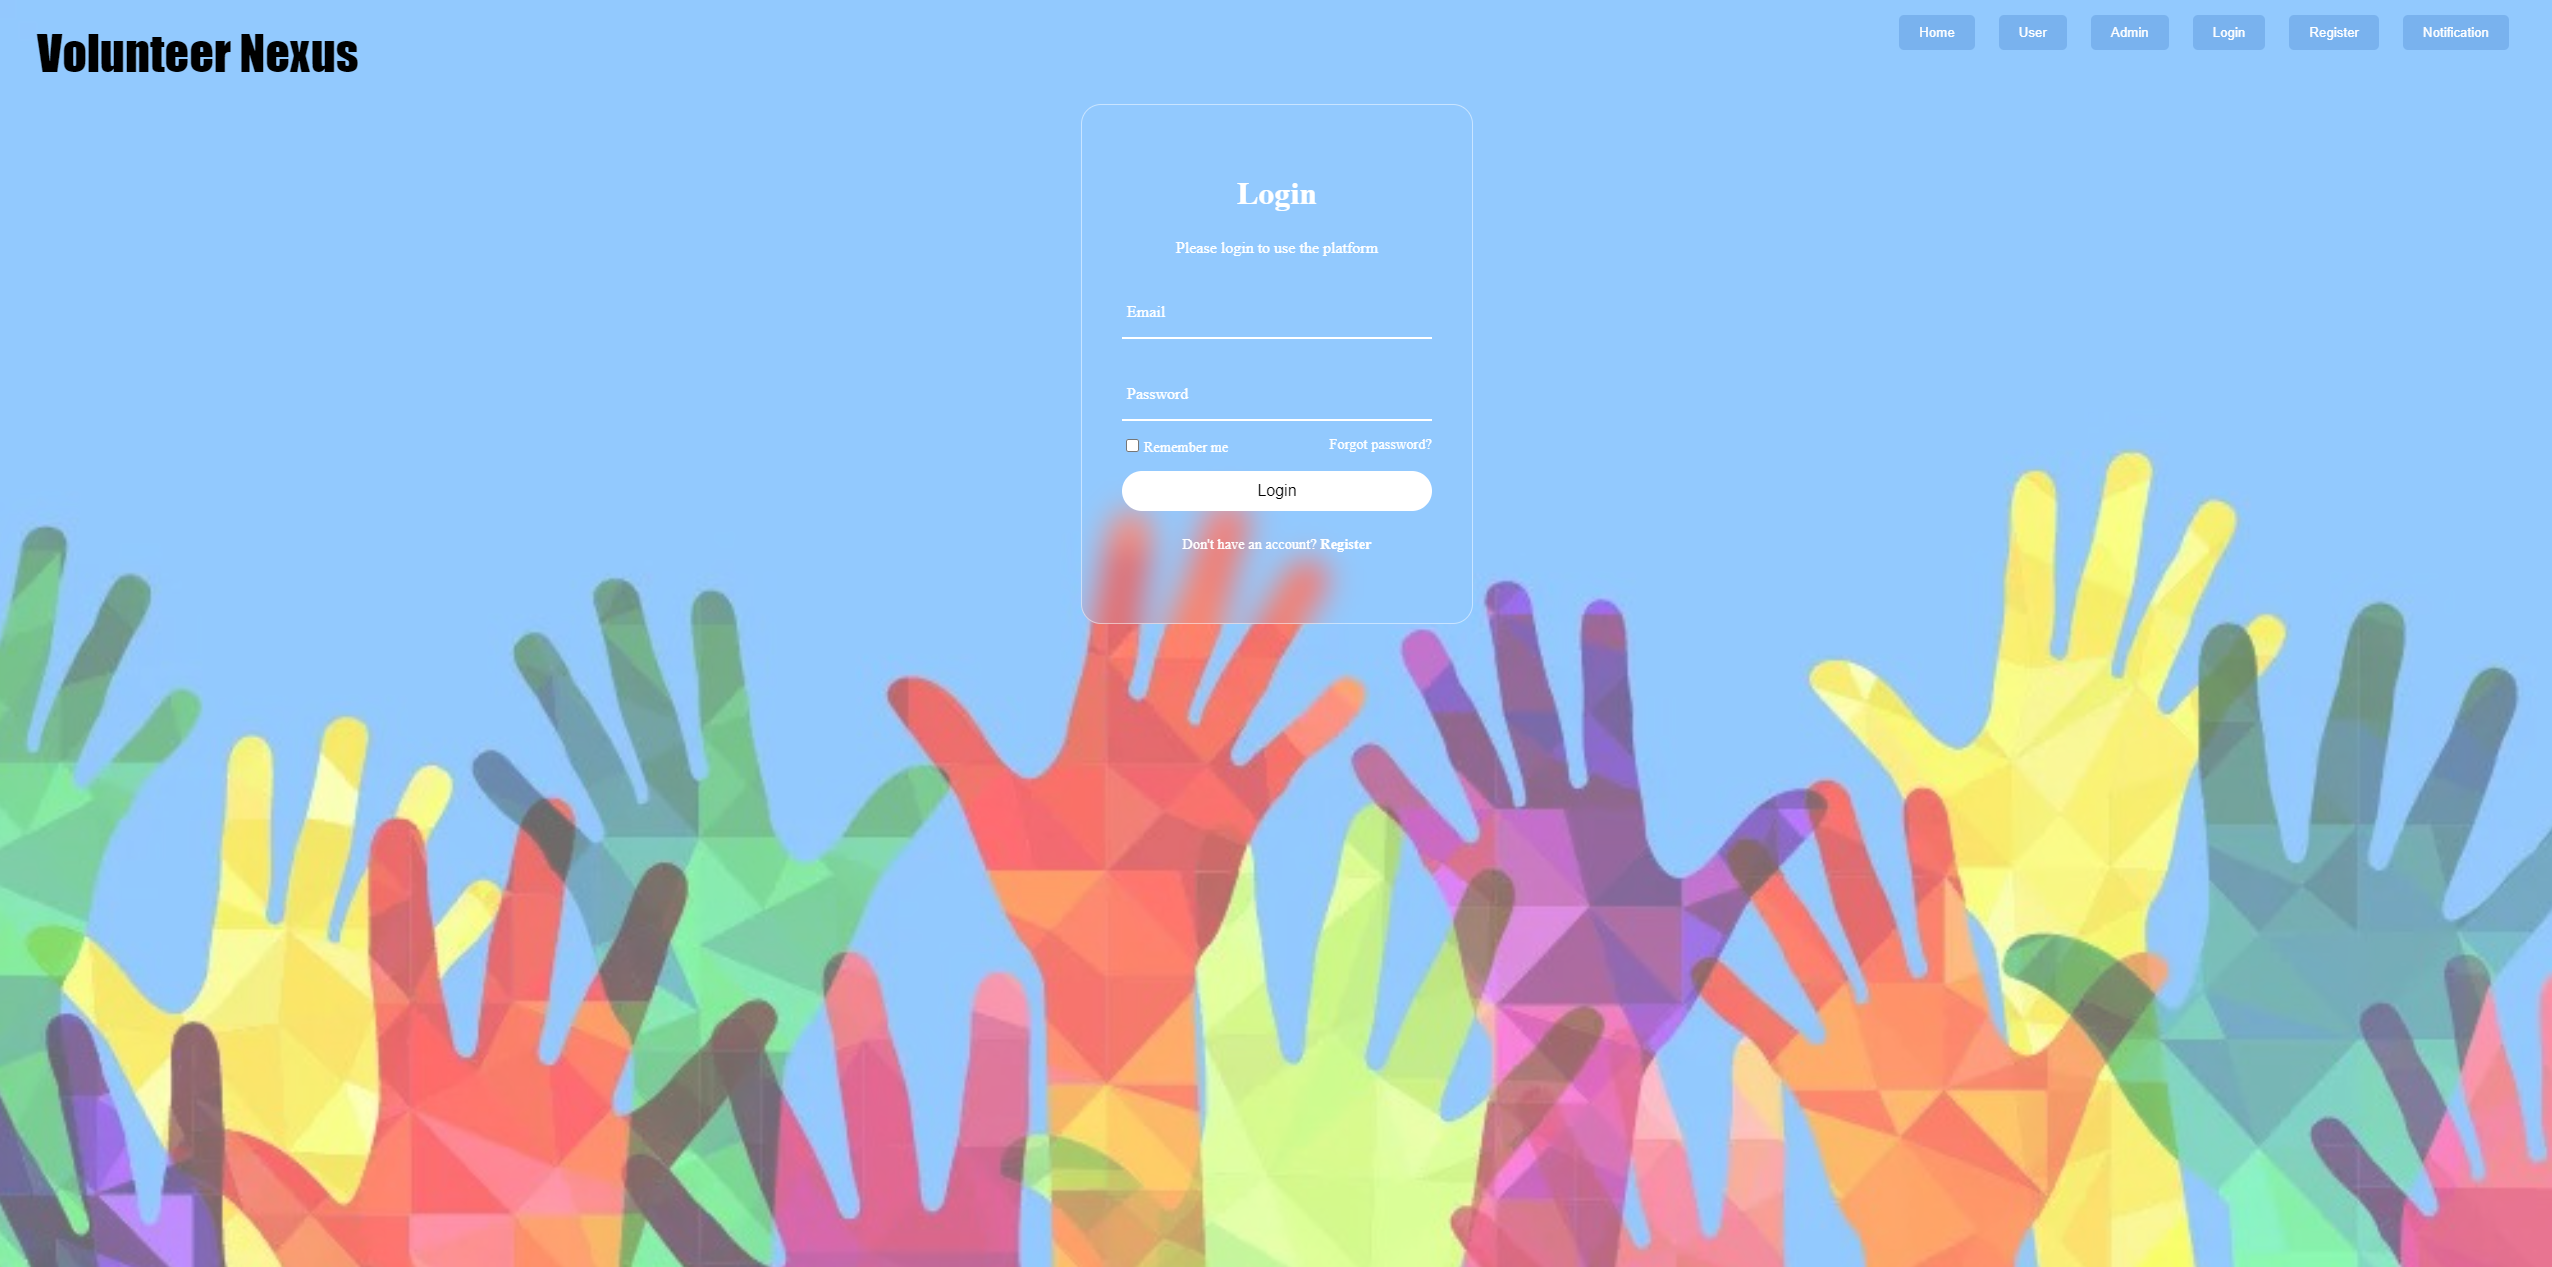 Volunteer Nexus
Home User Admin Login Register Notification
Login
Please login to use the platform
Email
Password
Remember me Forgot password?
Login
Don't have an account? Register